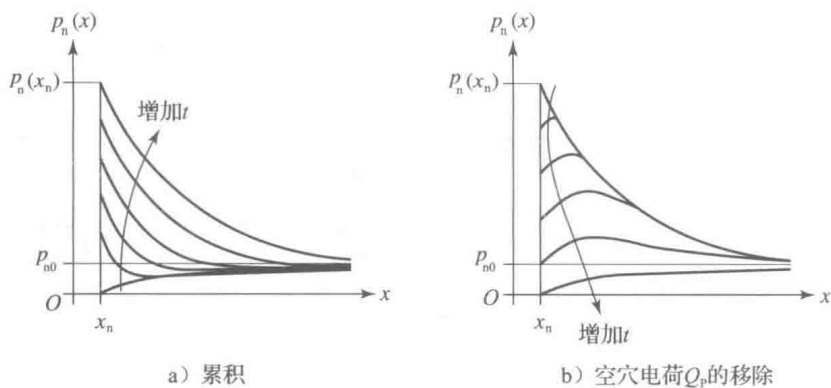 pₙ(x)
pₙ(xₙ)
增加t
pₙ₀
O
xₙ
x
a）累积
pₙ(x)
pₙ(xₙ)
pₙ₀
O
xₙ
x
增加t
b）空穴电荷Qₚ的移除